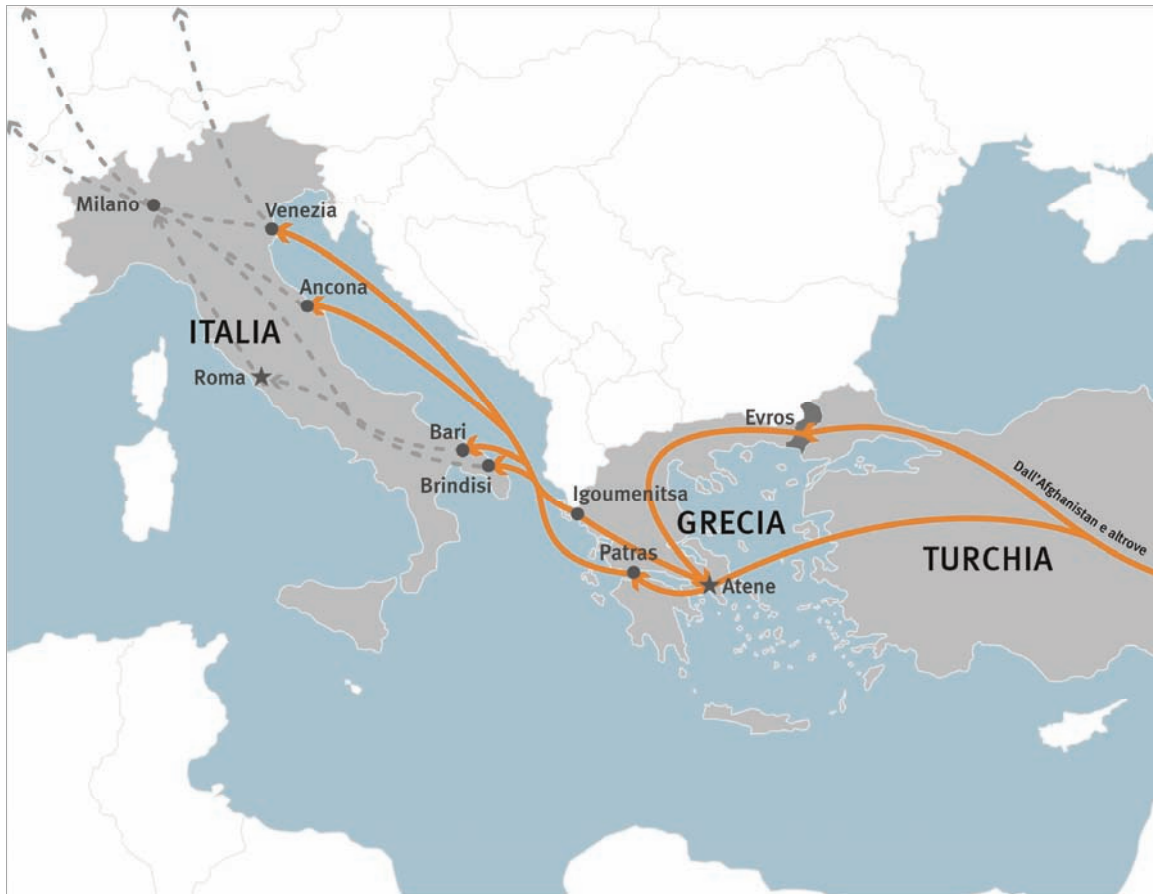 Milano
Venezia
Ancona
ITALIA
Roma
Bari
Brindisi
Evros
Igoumenitsa
GRECIA
Patras
Atene
Dall'Afghanistan e altrove
TURCHIA